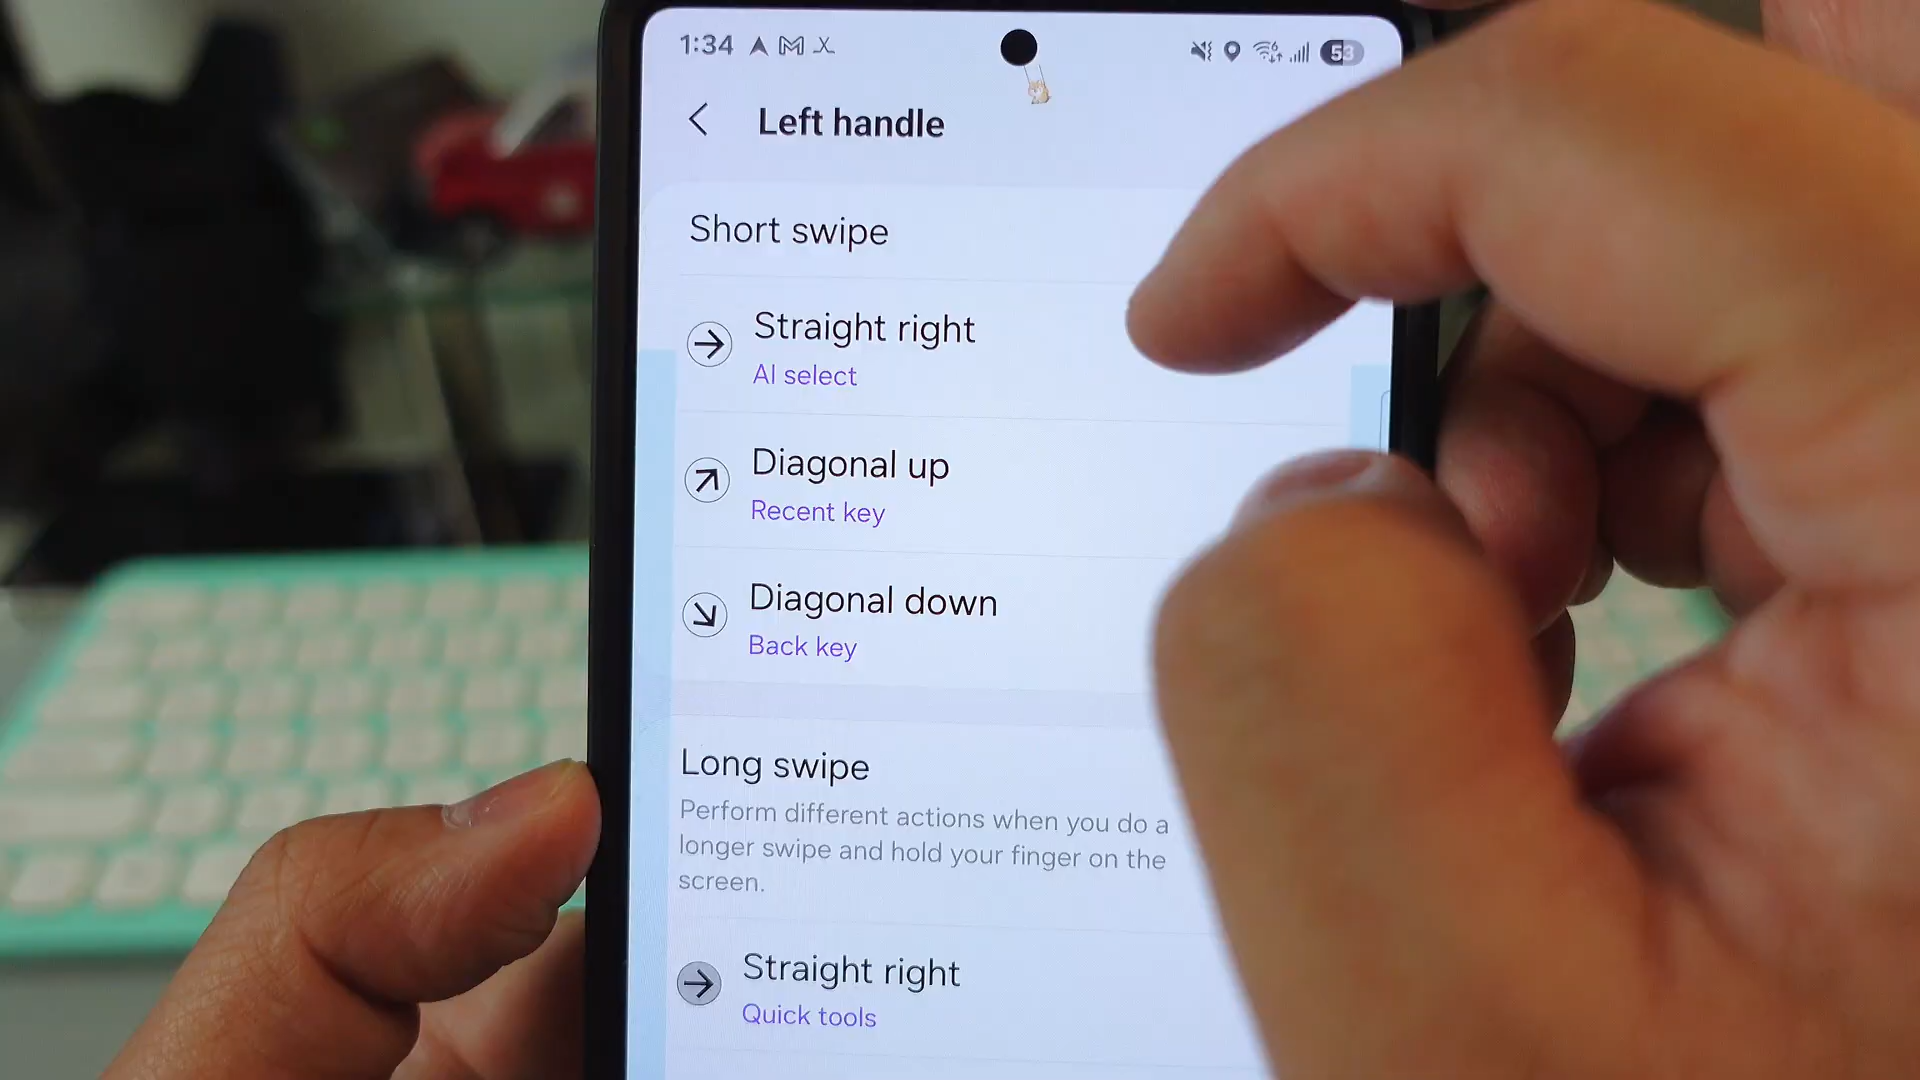 1:34
53
Left handle
Short swipe
Straight right
AI select
Diagonal up
Recent key
Diagonal down
Back key
Long swipe
Perform different actions when you do a
longer swipe and hold your finger on the
screen.
Straight right
Quick tools